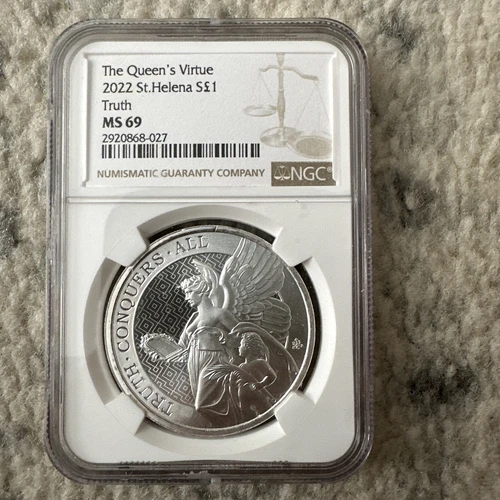 The Queen's Virtue
2022 St.Helena S£1
Truth
MS 69
2920868-027
NUMISMATIC GUARANTY COMPANY
NGC®
TRUTH · CONQUERS · ALL